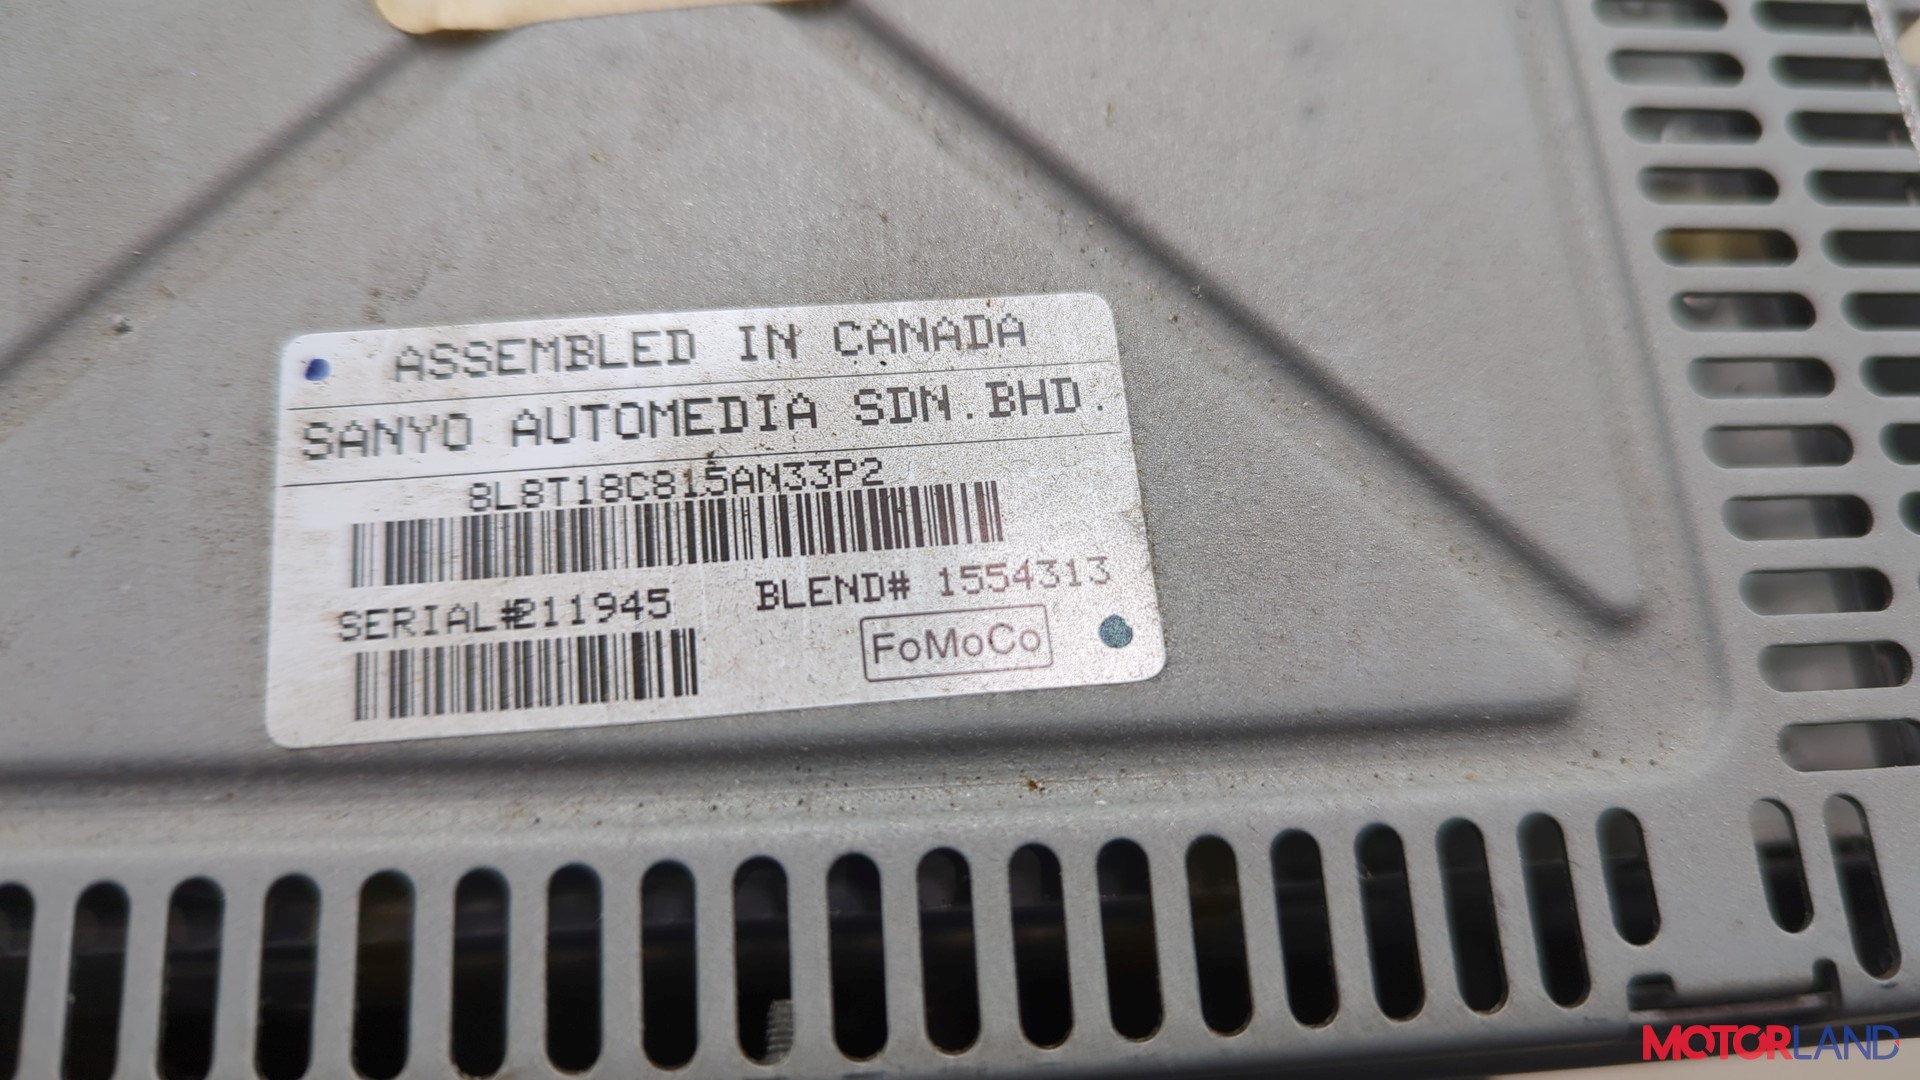 ASSEMBLED IN CANADA
SANYO AUTOMEDIA SDN.BHD.
8L8T18C815AN33P2
SERIAL#211945
BLEND# 1554313
FoMoCo
MOTORLAND